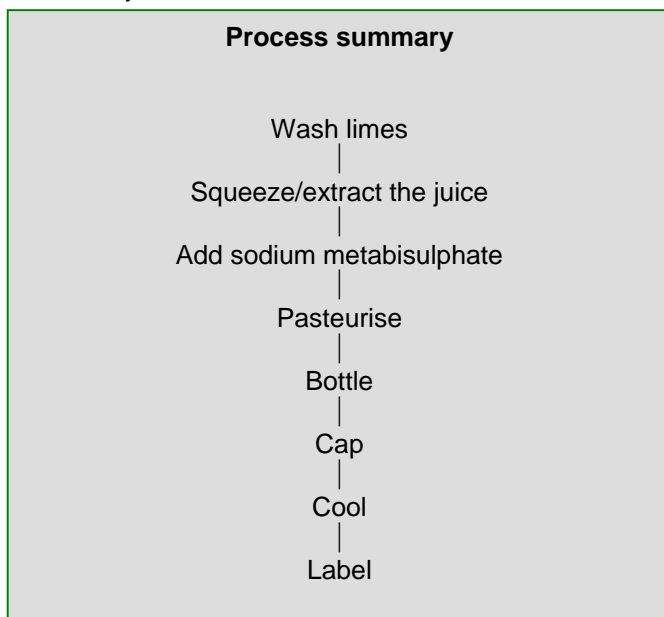 Process summary
Wash limes
Squeeze/extract the juice
Add sodium metabisulphate
Pasteurise
Bottle
Cap
Cool
Label